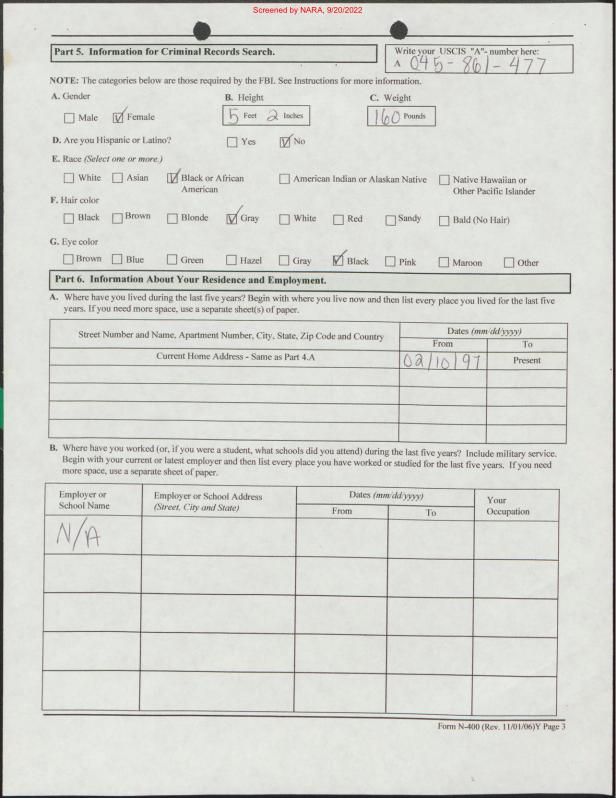 Screened by NARA, 9/20/2022
Part 5. Information for Criminal Records Search.
Write your USCIS "A"- number here:
A 045-861-477
NOTE: The categories below are those required by the FBI. See Instructions for more information.
A. Gender B. Height C. Weight
Male Female 5 Feet 2 Inches 160 Pounds
D. Are you Hispanic or Latino? Yes No
E. Race (Select one or more.)
White Asian Black or African American American Indian or Alaskan Native Native Hawaiian or Other Pacific Islander
F. Hair color
Black Brown Blonde Gray White Red Sandy Bald (No Hair)
G. Eye color
Brown Blue Green Hazel Gray Black Pink Maroon Other
Part 6. Information About Your Residence and Employment.
A. Where have you lived during the last five years? Begin with where you live now and then list every place you lived for the last five
years. If you need more space, use a separate sheet(s) of paper.
Street Number and Name, Apartment Number, City, State, Zip Code and Country
Dates (mm/dd/yyyy)
From To
Current Home Address - Same as Part 4.A 02/10/97 Present
B. Where have you worked (or, if you were a student, what schools did you attend) during the last five years? Include military service.
Begin with your current or latest employer and then list every place you have worked or studied for the last five years. If you need
more space, use a separate sheet of paper.
Employer or School Name
Employer or School Address
(Street, City and State)
Dates (mm/dd/yyyy)
From To
Your Occupation
N/A
Form N-400 (Rev. 11/01/06)Y Page 3